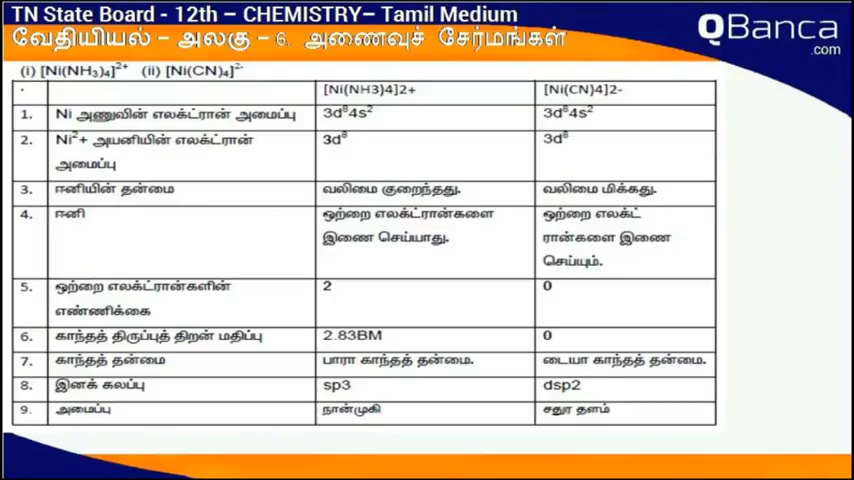 TN State Board - 12th – CHEMISTRY– Tamil Medium
வேதியியல் – அலகு – 6. அணைவுச் சேர்மங்கள்
QBanca
.com
(i) [Ni(NH₃)₄]²⁺ (ii) [Ni(CN)₄]²⁻
[Ni(NH3)4]2+ [Ni(CN)4]2-
1. Ni அணுவின் எலக்ட்ரான் அமைப்பு 3d⁸4s² 3d⁸4s²
2. Ni²+ அயனியின் எலக்ட்ரான் 3d⁸ 3d⁸
அமைப்பு
3. ஈனியின் தன்மை வலிமை குறைந்தது. வலிமை மிக்கது.
4. ஈனி ஒற்றை எலக்ட்ரான்களை ஒற்றை எலக்ட்
இணை செய்யாது. ரான்களை இணை
செய்யும்.
5. ஒற்றை எலக்ட்ரான்களின் 2 0
எண்ணிக்கை
6. காந்தத் திருப்புத் திறன் மதிப்பு 2.83BM 0
7. காந்தத் தன்மை பாரா காந்தத் தன்மை. டையா காந்தத் தன்மை.
8. இனக் கலப்பு sp3 dsp2
9. அமைப்பு நான்முகி சதுர தளம்